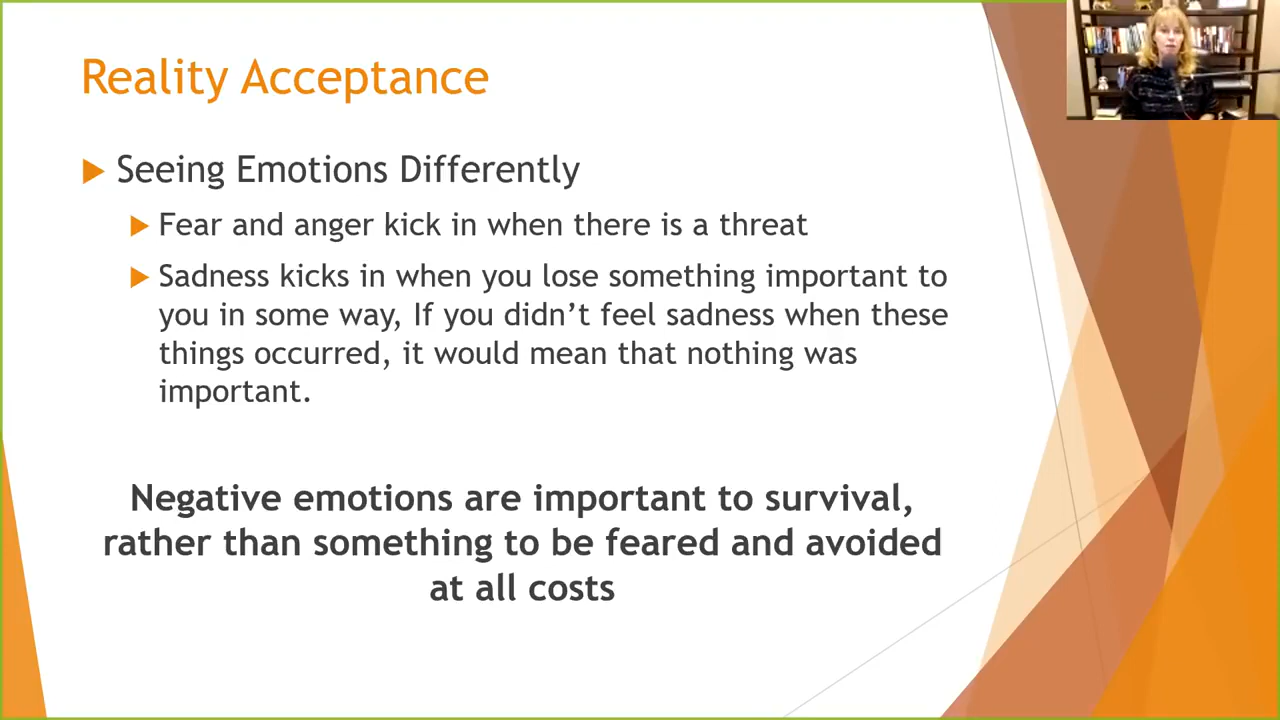 Reality Acceptance
Seeing Emotions Differently
Fear and anger kick in when there is a threat
Sadness kicks in when you lose something important to
you in some way, If you didn’t feel sadness when these
things occurred, it would mean that nothing was
important.
Negative emotions are important to survival,
rather than something to be feared and avoided
at all costs